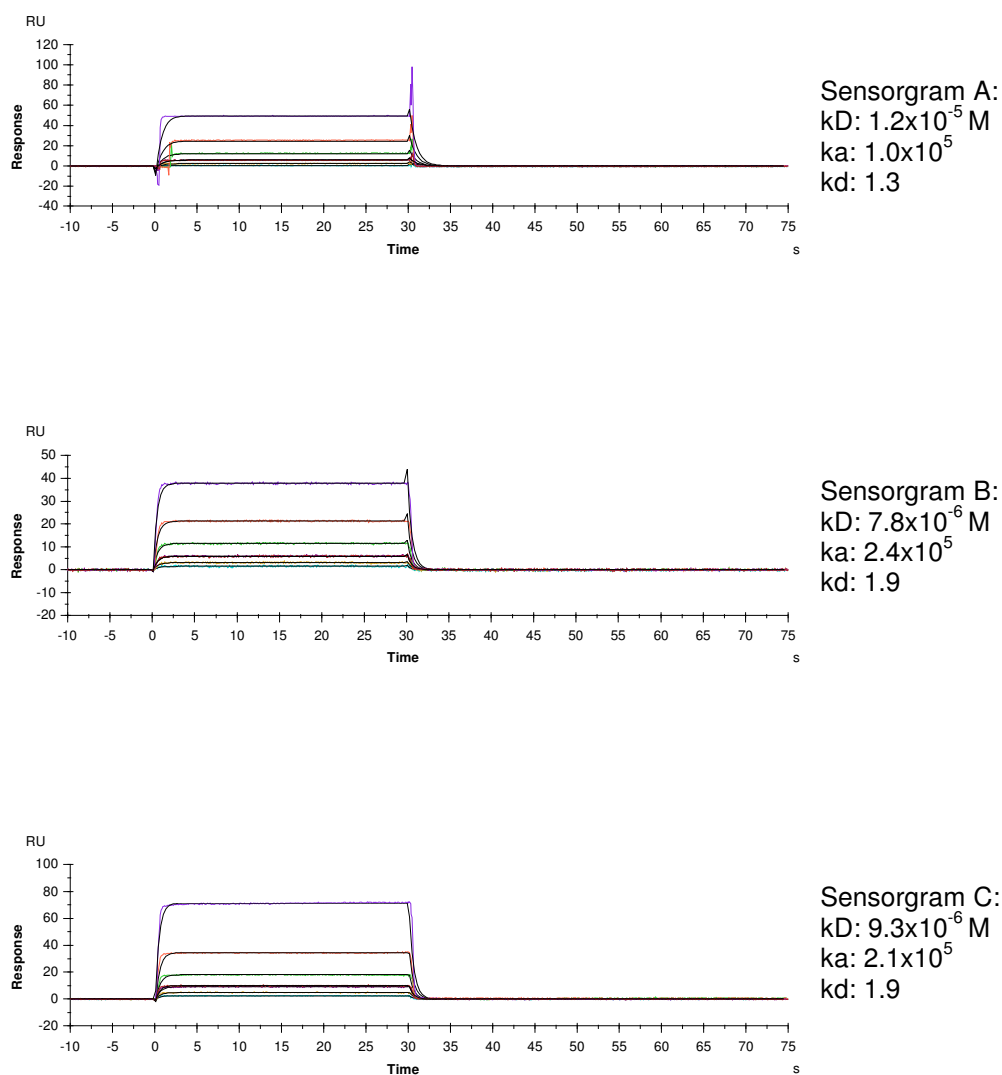 RU
120
100
80
60
40
20
0
-20
-40
Response
-10 -5 0 5 10 15 20 25 30 35 40 45 50 55 60 65 70 75
Time
s
Sensorgram A:
kD: 1.2x10⁻⁵ M
ka: 1.0x10⁵
kd: 1.3
RU
50
40
30
20
10
0
-10
-20
Response
-10 -5 0 5 10 15 20 25 30 35 40 45 50 55 60 65 70 75
Time
s
Sensorgram B:
kD: 7.8x10⁻⁶ M
ka: 2.4x10⁵
kd: 1.9
RU
100
80
60
40
20
0
-20
Response
-10 -5 0 5 10 15 20 25 30 35 40 45 50 55 60 65 70 75
Time
s
Sensorgram C:
kD: 9.3x10⁻⁶ M
ka: 2.1x10⁵
kd: 1.9